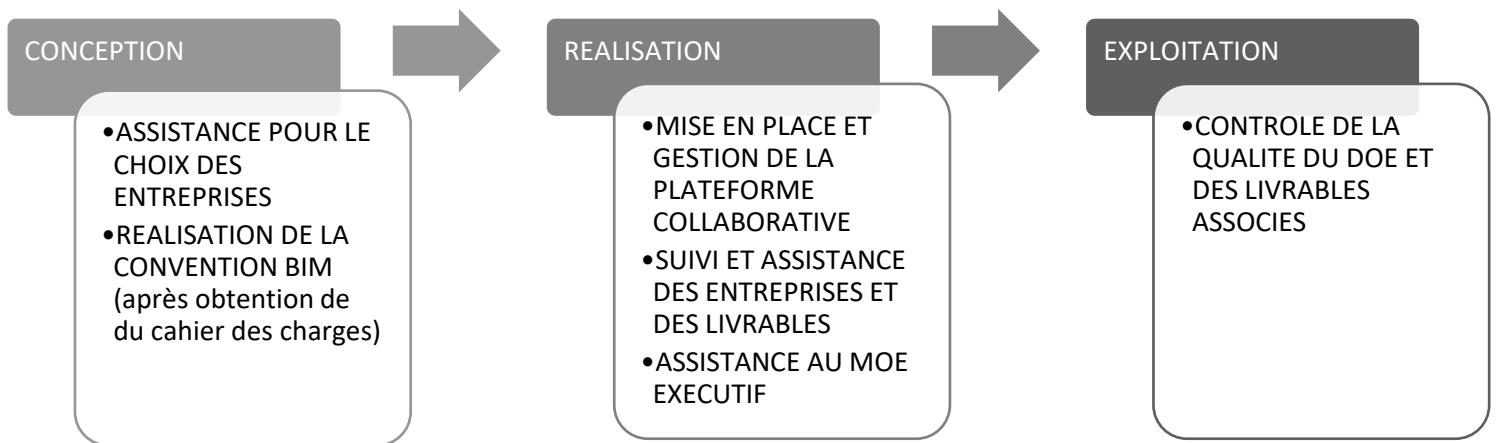 CONCEPTION
•ASSISTANCE POUR LE
CHOIX DES
ENTREPRISES
•REALISATION DE LA
CONVENTION BIM
(après obtention de
du cahier des charges)
REALISATION
•MISE EN PLACE ET
GESTION DE LA
PLATEFORME
COLLABORATIVE
•SUIVI ET ASSISTANCE
DES ENTREPRISES ET
DES LIVRABLES
•ASSISTANCE AU MOE
EXECUTIF
EXPLOITATION
•CONTROLE DE LA
QUALITE DU DOE ET
DES LIVRABLES
ASSOCIES